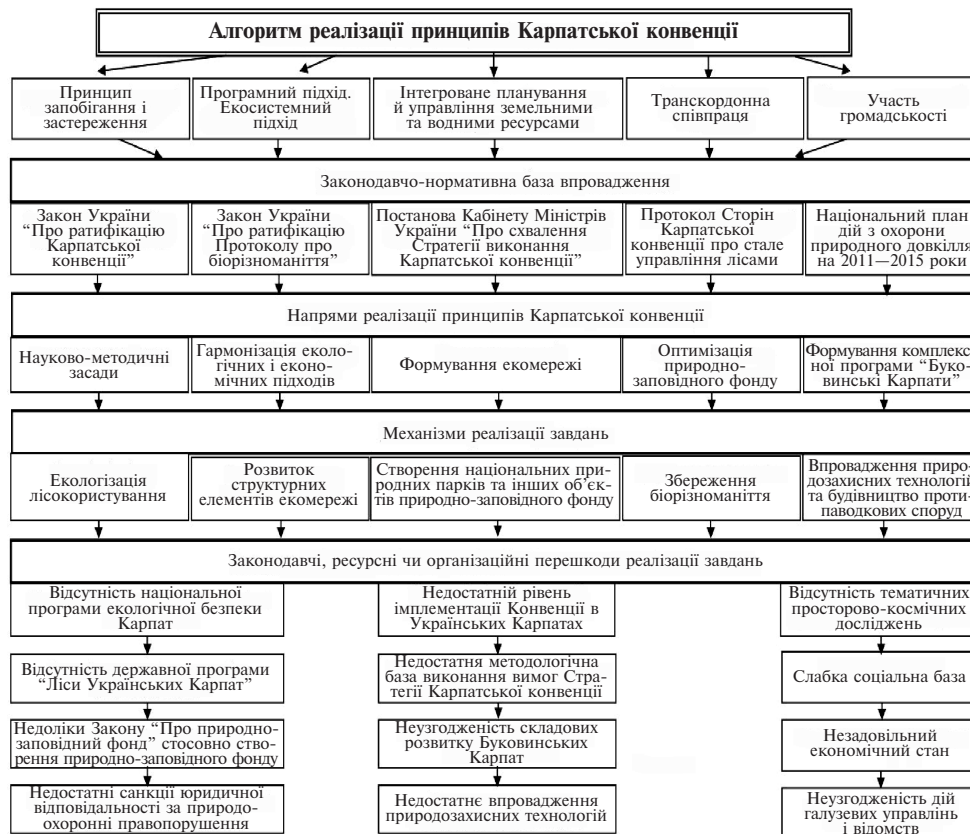 Алгоритм реалізації принципів Карпатської конвенції
Принцип
запобігання і
застереження
Програмний підхід.
Екосистемний
підхід
Інтегроване планування
й управління земельними
та водними ресурсами
Транскордонна
співпраця
Участь
громадськості
Законодавчо-нормативна база впровадження
Закон України
“Про ратифікацію
Карпатської
конвенції”
Закон України
“Про ратифікацію
Протоколу про
біорізноманіття”
Постанова Кабінету Міністрів
України “Про схвалення
Стратегії виконання
Карпатської конвенції”
Протокол Сторін
Карпатської
конвенції про стале
управління лісами
Національний план
дій з охорони
природного довкілля
на 2011—2015 роки
Напрями реалізації принципів Карпатської конвенції
Науково-методичні
засади
Гармонізація еколо-
гічних і еконо-
мічних підходів
Формування екомережі
Оптимізація
природно-
заповідного фонду
Формування комплекс-
ної програми “Буко-
винські Карпати”
Механізми реалізації завдань
Екологізація
лісокористування
Розвиток
структурних
елементів екомережі
Створення національних при-
родних парків та інших об’єк-
тів природно-заповідного фонду
Збереження
біорізноманіття
Впровадження приро-
дозахисних технологій
та будівництво проти-
паводкових споруд
Законодавчі, ресурсні чи організаційні перешкоди реалізації завдань
Відсутність національної
програми екологічної безпеки
Карпат
Відсутність державної програми
“Ліси Українських Карпат”
Недоліки Закону “Про природно-
заповідний фонд” стосовно ство-
рення природно-заповідного фонду
Недостатні санкції юридичної
відповідальності за природо-
охоронні правопорушення
Недостатній рівень
імплементації Конвенції в
Українських Карпатах
Недостатня методологічна
база виконання вимог Стра-
тегії Карпатської конвенції
Неузгодженість складових
розвитку Буковинських
Карпат
Недостатнє впровадження
природозахисних технологій
Відсутність тематичних
просторово-космічних
досліджень
Слабка соціальна база
Незадовільний
економічний стан
Неузгодженість дій
галузевих управлінь
і відомств